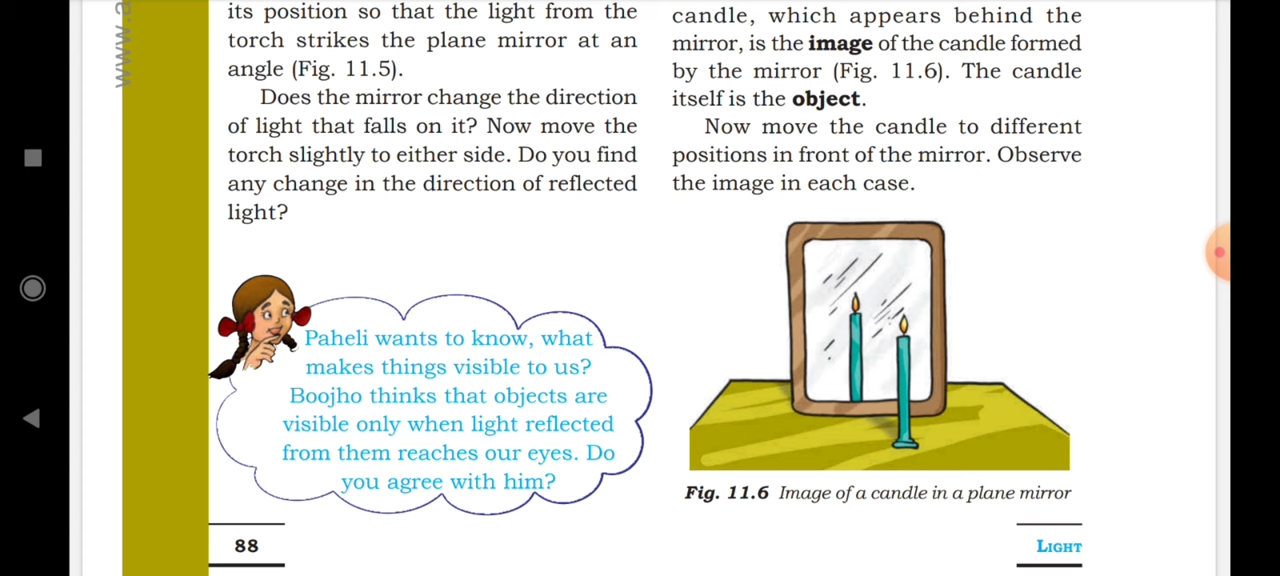 www.a
its position so that the light from the
torch strikes the plane mirror at an
angle (Fig. 11.5).
Does the mirror change the direction
of light that falls on it? Now move the
torch slightly to either side. Do you find
any change in the direction of reflected
light?
Paheli wants to know, what
makes things visible to us?
Boojho thinks that objects are
visible only when light reflected
from them reaches our eyes. Do
you agree with him?
88
candle, which appears behind the
mirror, is the image of the candle formed
by the mirror (Fig. 11.6). The candle
itself is the object.
Now move the candle to different
positions in front of the mirror. Observe
the image in each case.
Fig. 11.6 Image of a candle in a plane mirror
LIGHT